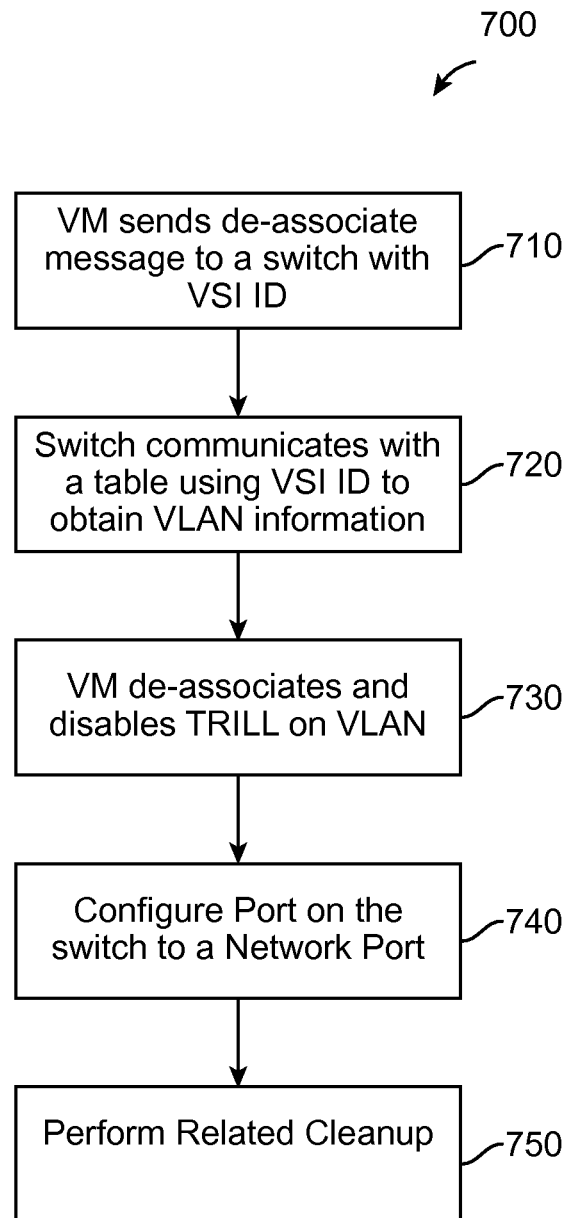 700
VM sends de-associate
message to a switch with
VSI ID
710
Switch communicates with
a table using VSI ID to
obtain VLAN information
720
VM de-associates and
disables TRILL on VLAN
730
Configure Port on the
switch to a Network Port
740
Perform Related Cleanup
750